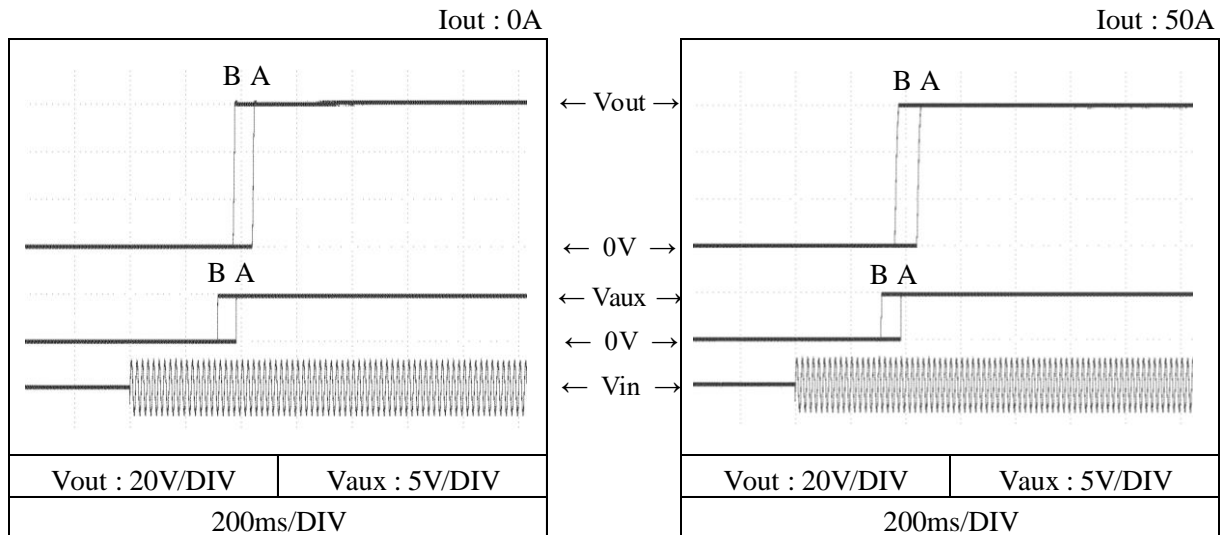 Iout : 0A
Iout : 50A
B A
B A
← Vout →
← 0V →
B A
B A
← Vaux →
← 0V →
← Vin →
Vout : 20V/DIV
Vaux : 5V/DIV
Vout : 20V/DIV
Vaux : 5V/DIV
200ms/DIV
200ms/DIV